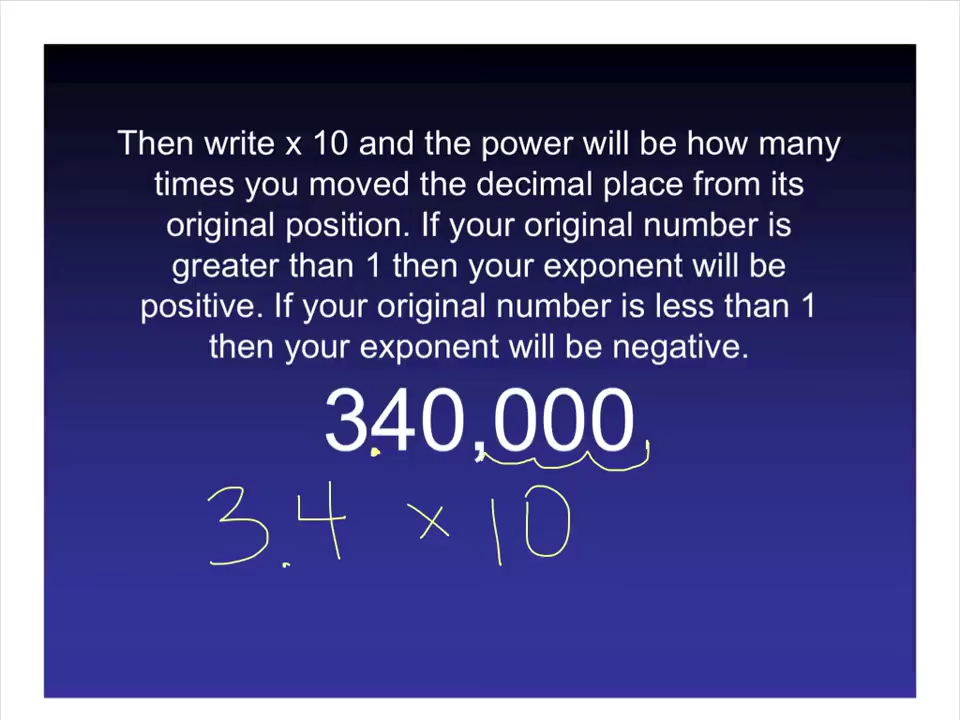 Then write x 10 and the power will be how many
times you moved the decimal place from its
original position. If your original number is
greater than 1 then your exponent will be
positive. If your original number is less than 1
then your exponent will be negative.
340,000
3.4 × 10